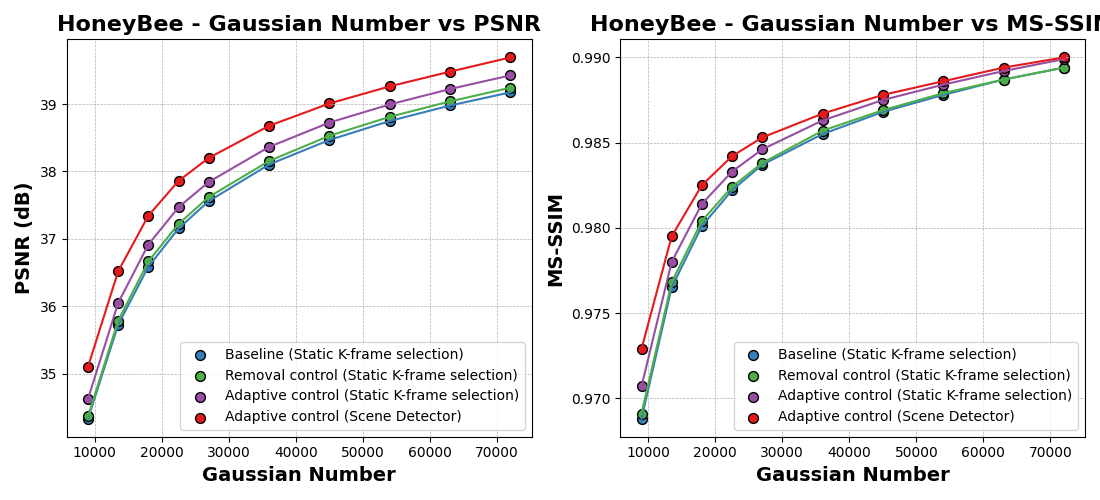 HoneyBee - Gaussian Number vs PSNR
PSNR (dB)
39
38
37
36
35
Baseline (Static K-frame selection)
Removal control (Static K-frame selection)
Adaptive control (Static K-frame selection)
Adaptive control (Scene Detector)
10000 20000 30000 40000 50000 60000 70000
Gaussian Number
HoneyBee - Gaussian Number vs MS-SSIM
MS-SSIM
0.990
0.985
0.980
0.975
0.970
Baseline (Static K-frame selection)
Removal control (Static K-frame selection)
Adaptive control (Static K-frame selection)
Adaptive control (Scene Detector)
10000 20000 30000 40000 50000 60000 70000
Gaussian Number